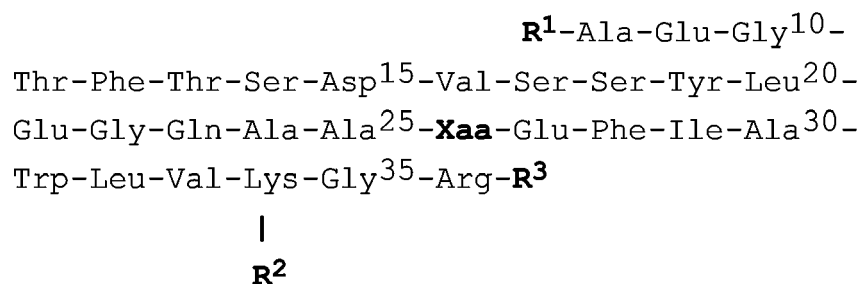 R1-Ala-Glu-Gly10-
Thr-Phe-Thr-Ser-Asp15-Val-Ser-Ser-Tyr-Leu20-
Glu-Gly-Gln-Ala-Ala25-Xaa-Glu-Phe-Ile-Ala30-
Trp-Leu-Val-Lys-Gly35-Arg-R3
|
R2